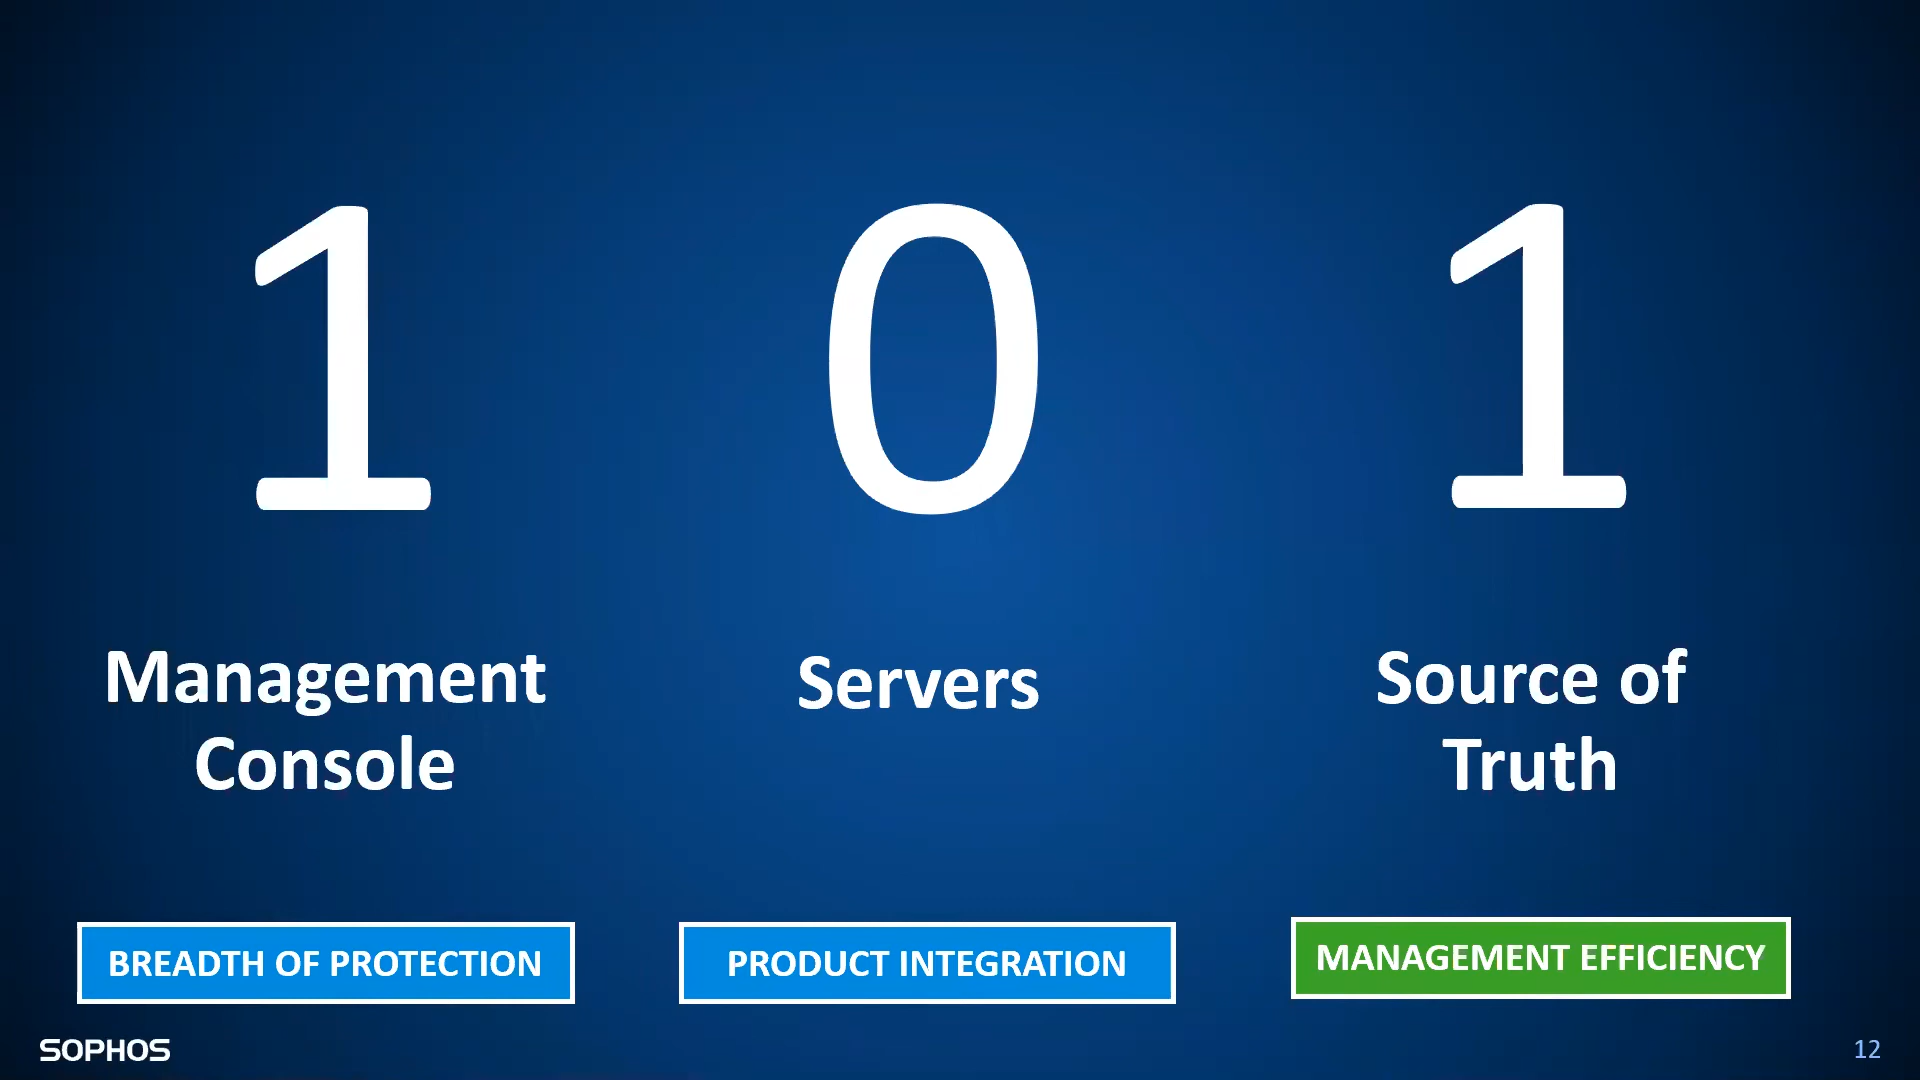 1
0
1
Management
Console
Servers
Source of
Truth
BREADTH OF PROTECTION
PRODUCT INTEGRATION
MANAGEMENT EFFICIENCY
SOPHOS
12